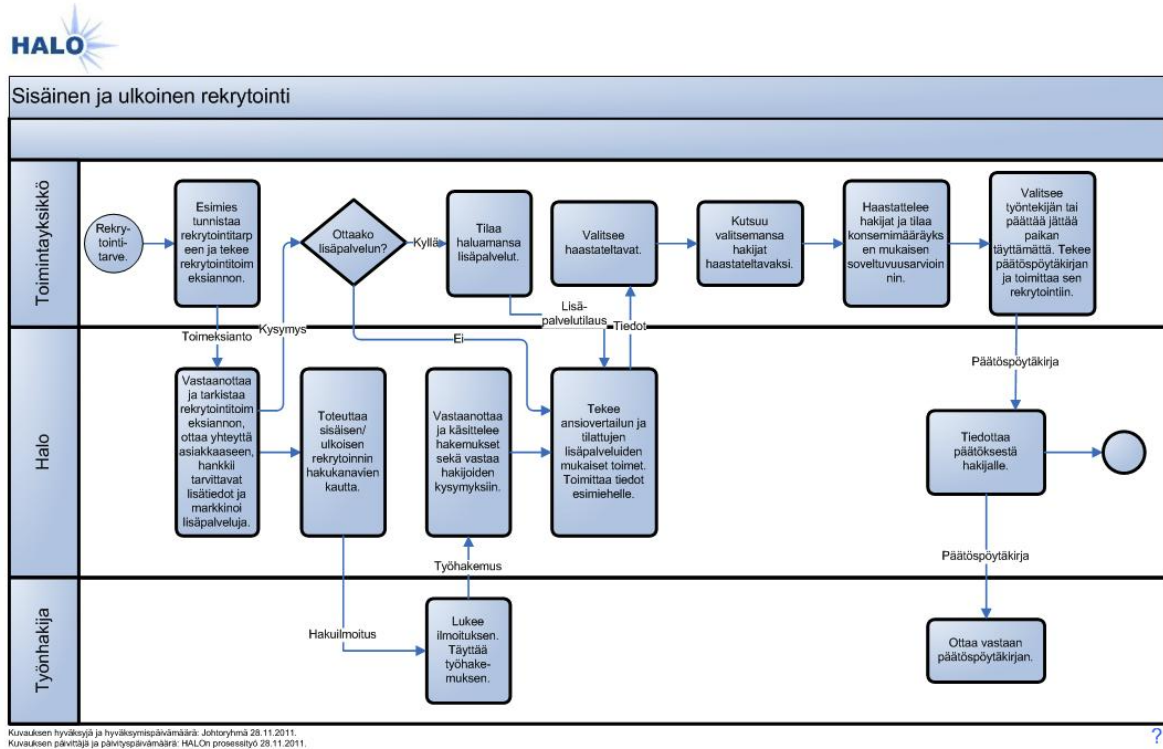 HALO
Sisäinen ja ulkoinen rekrytointi
Toimintayksikkö
Rekry-
tointi-
tarve.
Esimies
tunnistaa
rekrytointitarp
een ja tekee
rekrytointitoim
eksiannon.
Ottaako
lisäpalvelun?
Kyllä
Tilaa
haluamansa
lisäpalvelut.
Valitsee
haastateltavat.
Kutsuu
valitsemansa
hakijat
haastateltavaksi.
Haastattelee
hakijat ja tilaa
konsernimääräyks
en mukaisen
soveltuvuusarvioin
nin.
Valitsee
työntekijän tai
päättää jättää
paikan
täyttämättä. Tekee
päätöspöytäkirjan
ja toimittaa sen
rekrytointiin.
Toimeksianto
Kysymys
Ei
Lisä-
palvelutilaus
Tiedot
Päätöspöytäkirja
Halo
Vastaanottaa
ja tarkistaa
rekrytointitoim
eksiannon,
ottaa yhteyttä
asiakkaaseen,
hankkii
tarvittavat
lisätiedot ja
markkinoi
lisäpalveluja.
Toteuttaa
sisäisen/
ulkoisen
rekrytoinnin
hakukanavien
kautta.
Vastaanottaa
ja käsittelee
hakemukset
sekä vastaa
hakijoiden
kysymyksiin.
Tekee
ansiovertailun ja
tilattujen
lisäpalveluiden
mukaiset toimet.
Toimittaa tiedot
esimiehelle.
Tiedottaa
päätöksestä
hakijalle.
Työhakemus
Päätöspöytäkirja
Työnhakija
Hakuilmoitus
Lukee
ilmoituksen.
Täyttää
työhake-
muksen.
Ottaa vastaan
päätöspöytäkirjan.
Kuvauksen hyväksyjä ja hyväksymispäivämäärä: Johtoryhmä 28.11.2011.
Kuvauksen päivittäjä ja päivityspäivämäärä: HALOn prosessityö 28.11.2011.
?